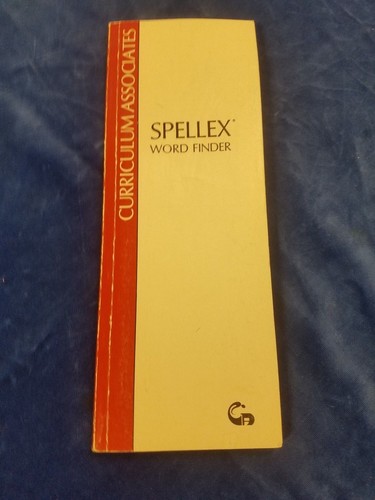 CURRICULUM ASSOCIATES
SPELLEX
WORD FINDER